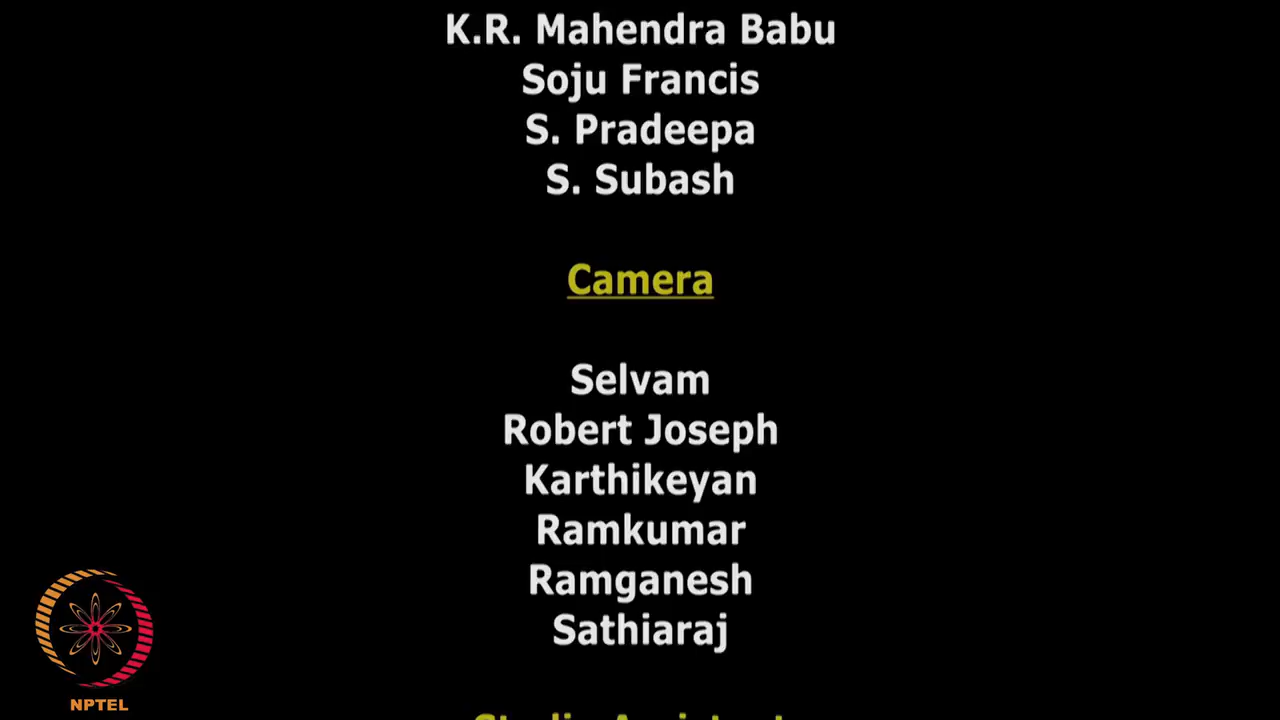 K.R. Mahendra Babu
Soju Francis
S. Pradeepa
S. Subash
Camera
Selvam
Robert Joseph
Karthikeyan
Ramkumar
Ramganesh
Sathiaraj
NPTEL